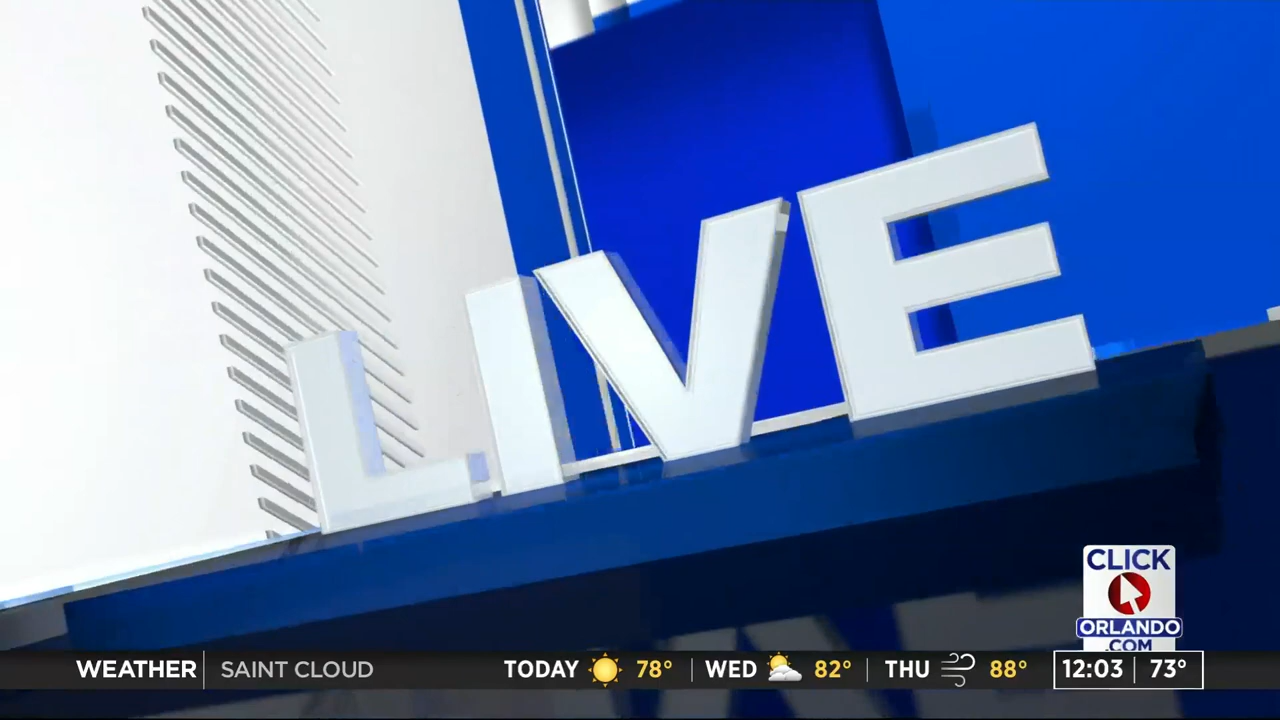 LIVE
CLICK
ORLANDO
.COM
WEATHER SAINT CLOUD TODAY 78° WED 82° THU 88° 12:03 73°